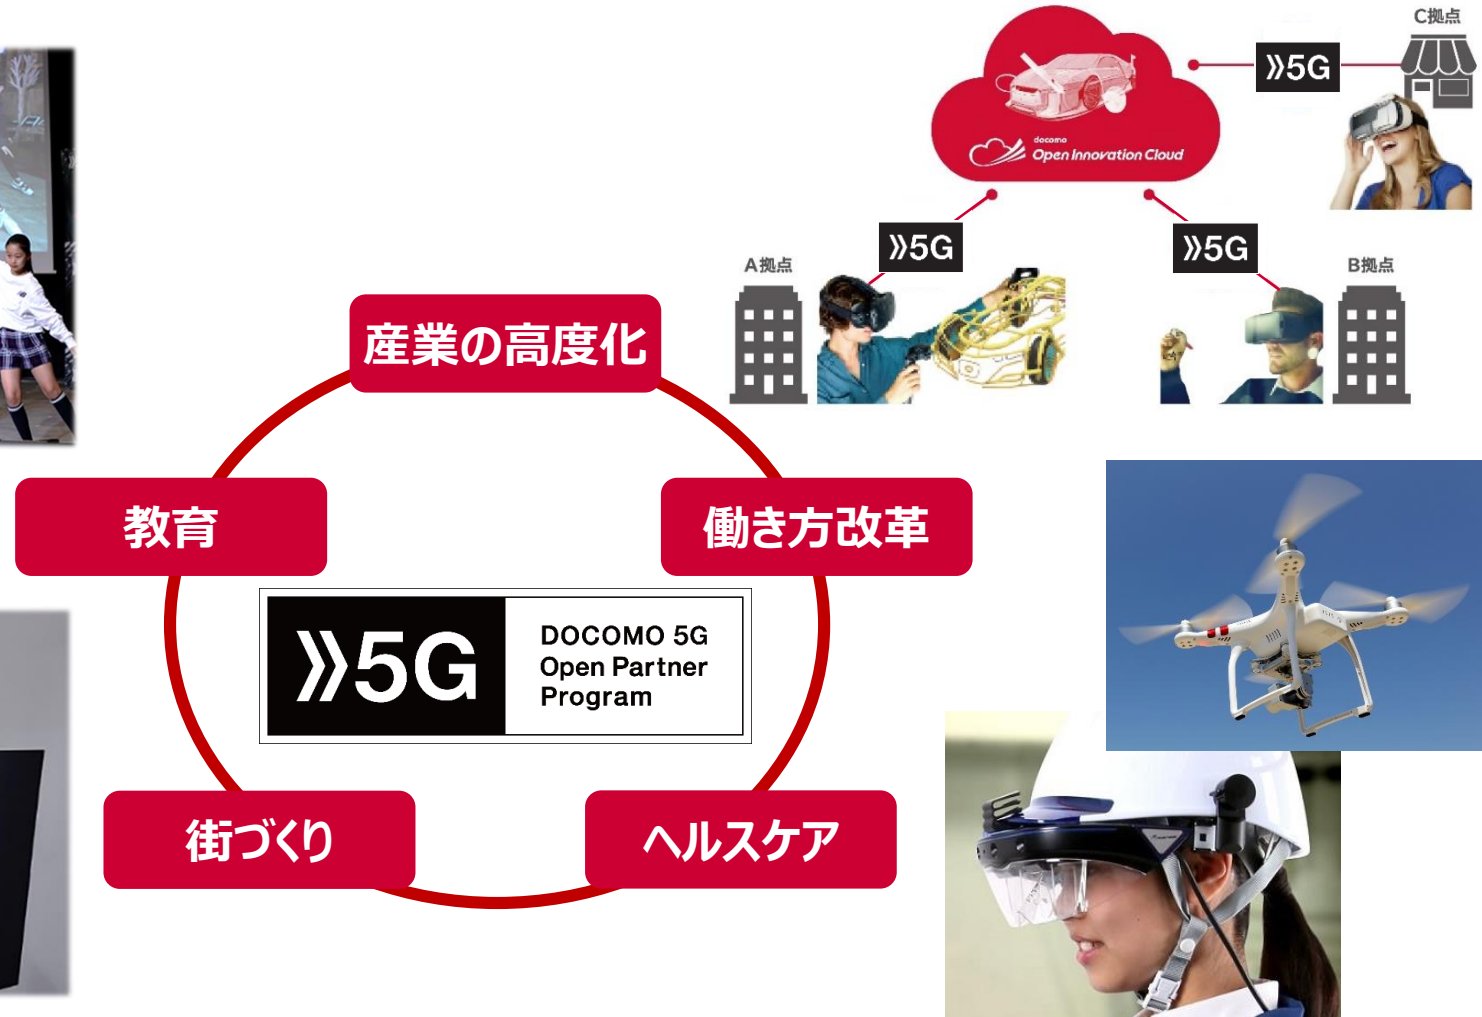 C拠点
》5G
docomo
Open Innovation Cloud
》5G
》5G
A拠点
B拠点
産業の高度化
教育
働き方改革
》5G
DOCOMO 5G
Open Partner
Program
街づくり
ヘルスケア